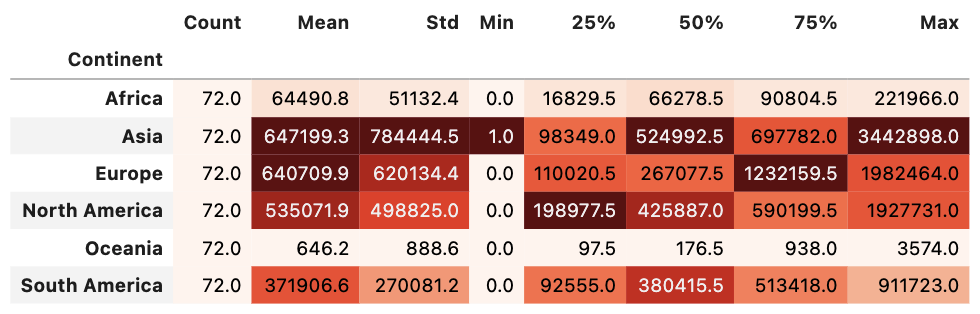 Count Mean Std Min 25% 50% 75% Max
Continent
Africa 72.0 64490.8 51132.4 0.0 16829.5 66278.5 90804.5 221966.0
Asia 72.0 647199.3 784444.5 1.0 98349.0 524992.5 697782.0 3442898.0
Europe 72.0 640709.9 620134.4 0.0 110020.5 267077.5 1232159.5 1982464.0
North America 72.0 535071.9 498825.0 0.0 198977.5 425887.0 590199.5 1927731.0
Oceania 72.0 646.2 888.6 0.0 97.5 176.5 938.0 3574.0
South America 72.0 371906.6 270081.2 0.0 92555.0 380415.5 513418.0 911723.0